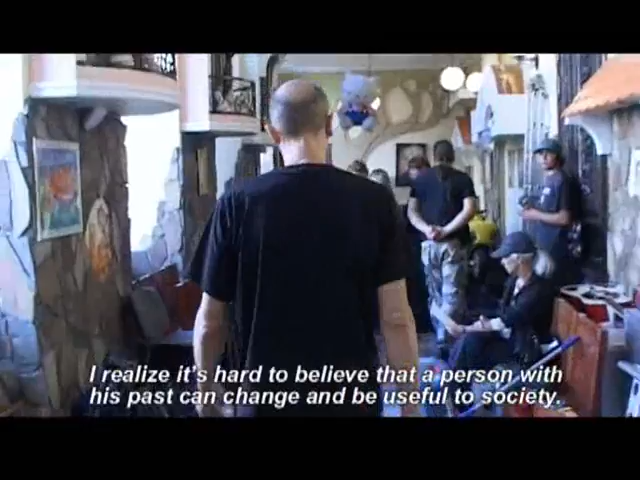 I realize it's hard to believe that a person with
his past can change and be useful to society.